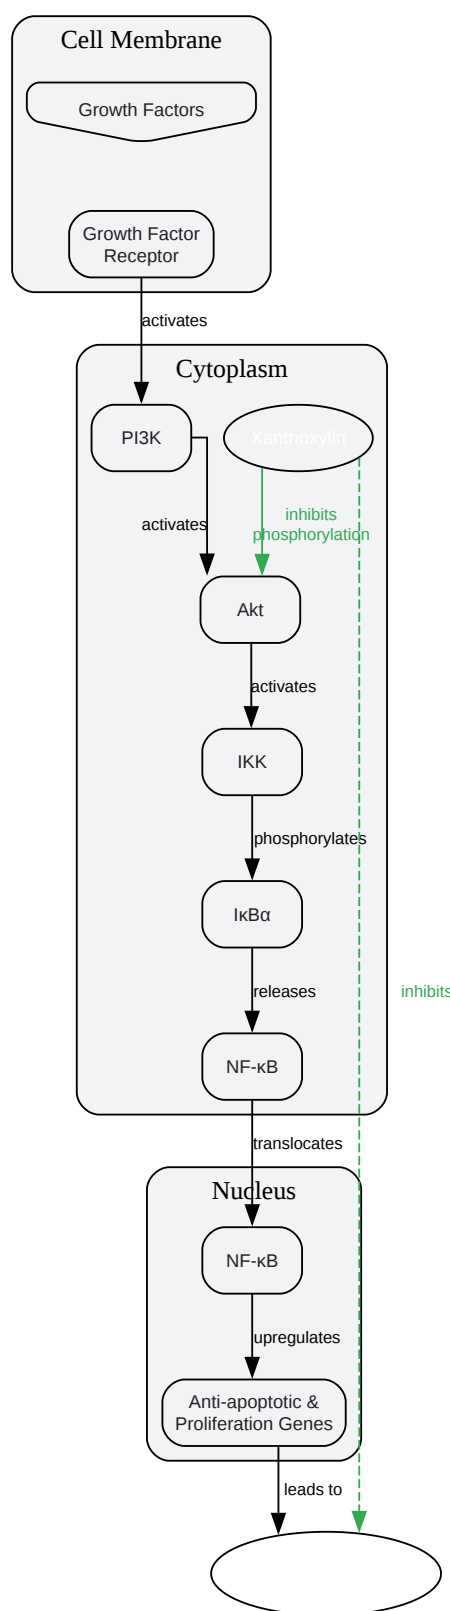 Cell Membrane
Growth Factors
Growth Factor
Receptor
activates
Cytoplasm
PI3K
Xanthoxylin
activates
inhibits
phosphorylation
Akt
activates
IKK
phosphorylates
IκBα
releases
inhibits
NF-κB
translocates
Nucleus
NF-κB
upregulates
Anti-apoptotic &
Proliferation Genes
leads to